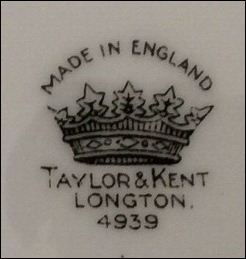 MADE IN ENGLAND
TAYLOR & KENT
LONGTON.
4939